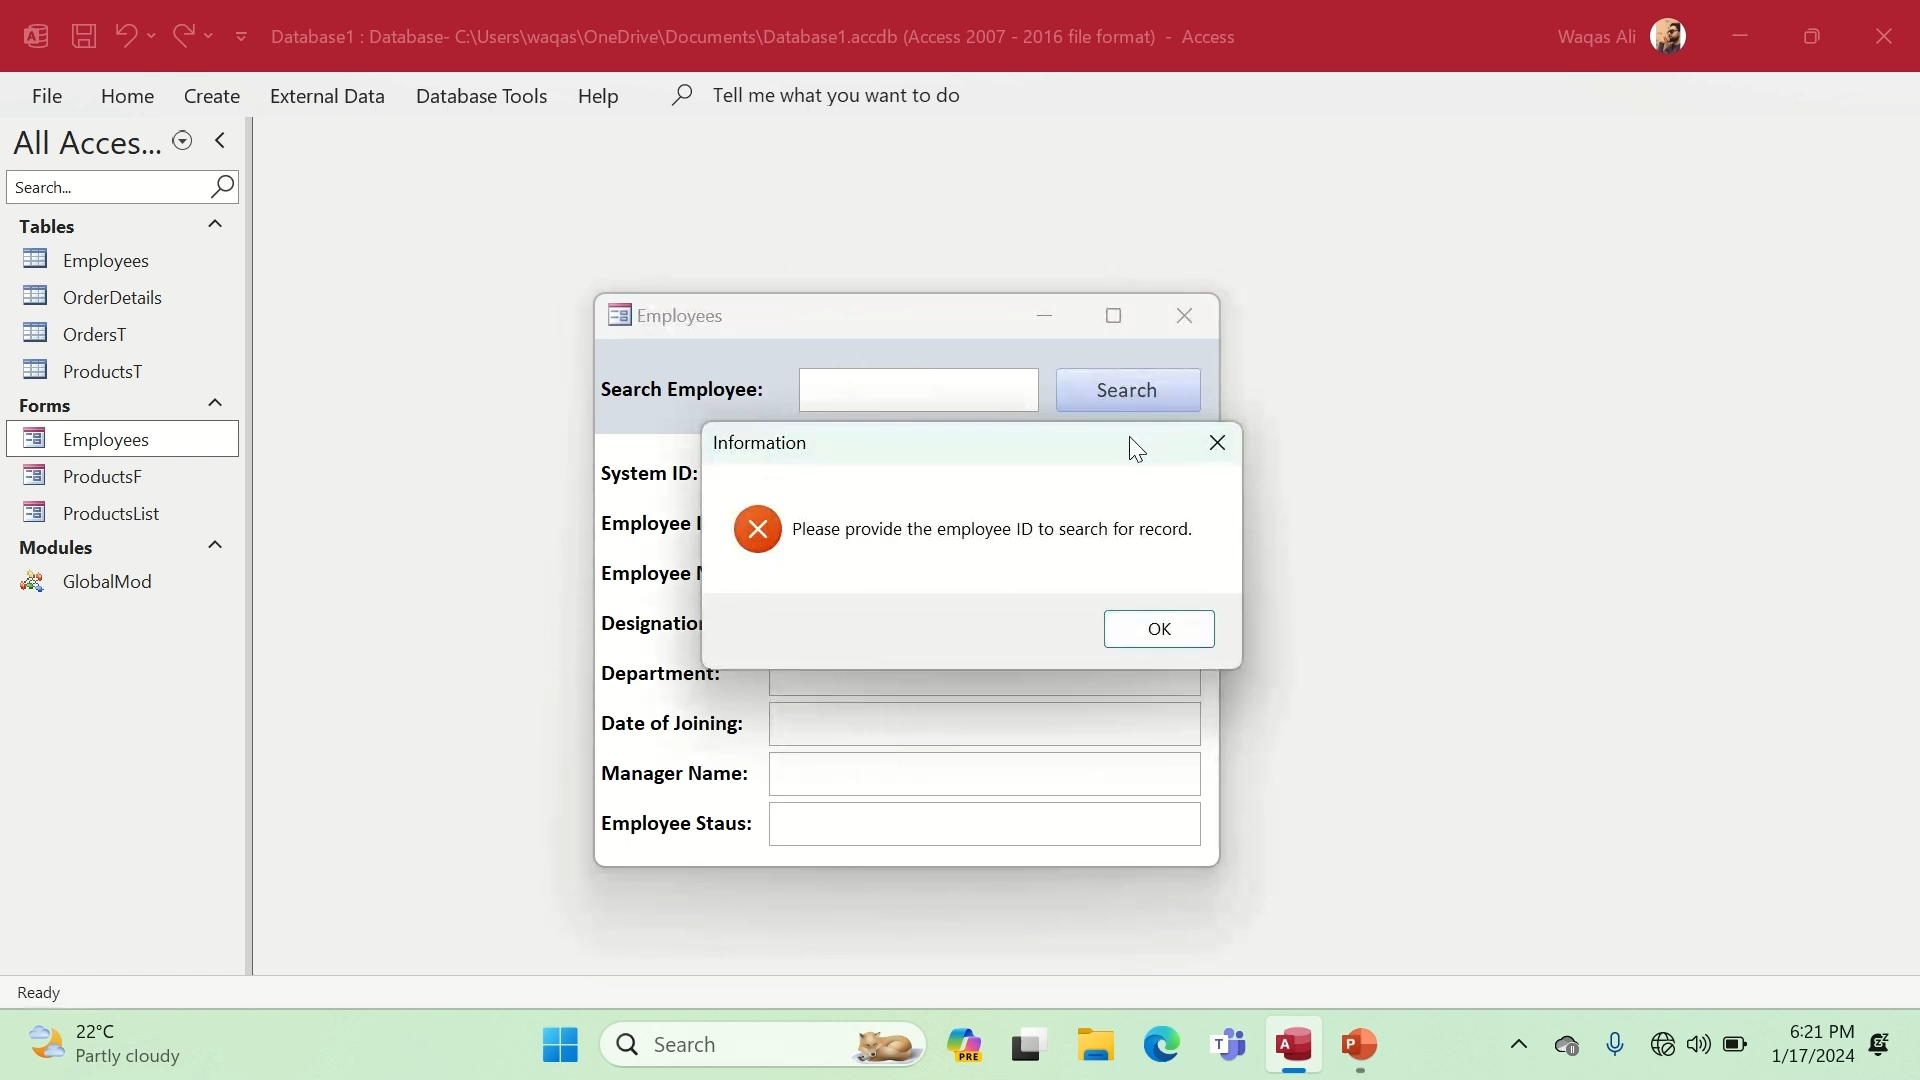 Database1 : Database- C:\Users\waqas\OneDrive\Documents\Database1.accdb (Access 2007 - 2016 file format) - Access
Waqas Ali
File Home Create External Data Database Tools Help Tell me what you want to do
All Acces...
Search...
Tables
Employees
OrderDetails
OrdersT
ProductsT
Forms
Employees
ProductsF
ProductsList
Modules
GlobalMod
Employees
Search Employee: Search
Information
Please provide the employee ID to search for record.
OK
System ID:
Employee
Employee
Designation
Department:
Date of Joining:
Manager Name:
Employee Staus:
Ready
22°C
Partly cloudy
Search
PRE
6:21 PM
1/17/2024